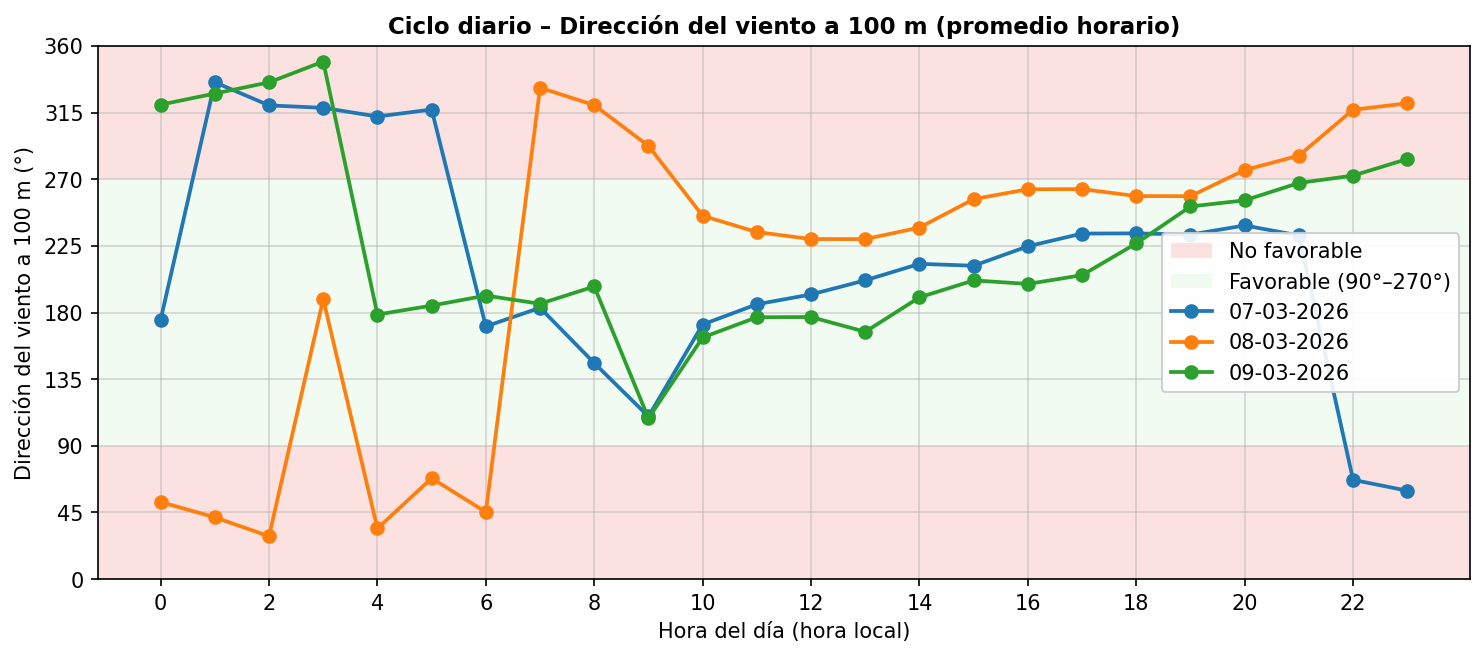 Ciclo diario – Dirección del viento a 100 m (promedio horario)
Dirección del viento a 100 m (°)
360
315
270
225
180
135
90
45
0
No favorable
Favorable (90°–270°)
07-03-2026
08-03-2026
09-03-2026
0 2 4 6 8 10 12 14 16 18 20 22
Hora del día (hora local)